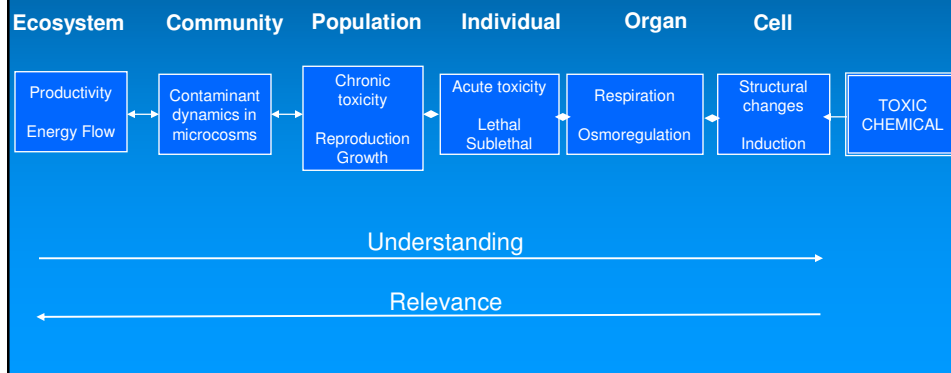 Ecosystem Community Population Individual Organ Cell
Productivity
Energy Flow
Contaminant
dynamics in
microcosms
Chronic
toxicity
Reproduction
Growth
Acute toxicity
Lethal
Sublethal
Respiration
Osmoregulation
Structural
changes
Induction
TOXIC
CHEMICAL
Understanding
Relevance